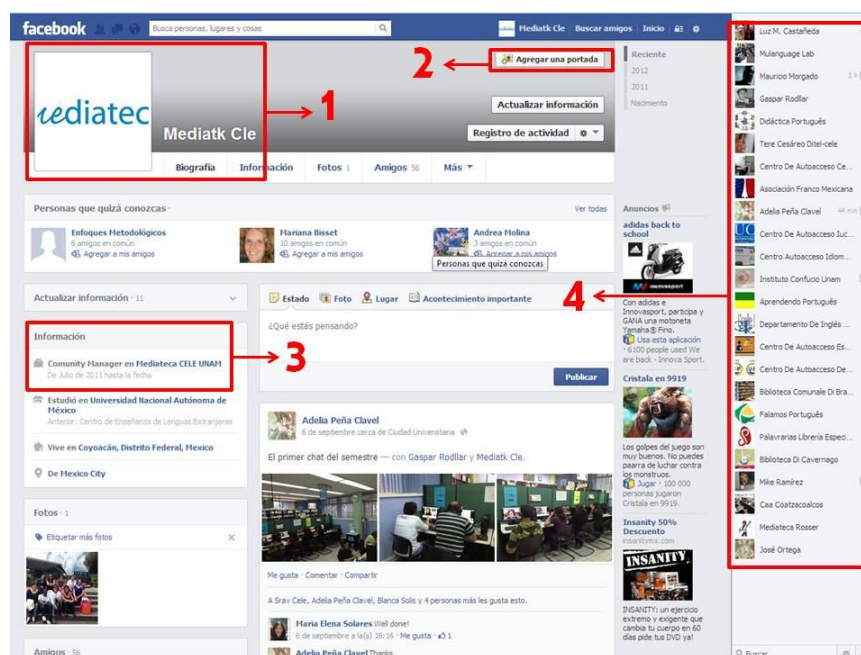 facebook
Busca personas, lugares y cosas
Mediatk Cle
Buscar amigos
Inicio
1
2
Agregar una portada
Actualizar información
Registro de actividad
iediatec
Mediatk Cle
Biografía
Información
Fotos 1
Amigos 56
Más
Reciente
2012
2011
Nacimiento
Personas que quizá conozcas
Ver todas
Enfoques Metodológicos
6 amigos en común
Agregar a mis amigos
Mariana Bisset
10 amigos en común
Agregar a mis amigos
Andrea Molina
3 amigos en común
Agregar a mis amigos
Personas que quizá conozcas
Actualizar información · 11
Información
Comunity Manager en Mediateca CELE UNAM
De Julio de 2011 hasta la fecha
3
Estudió en Universidad Nacional Autónoma de
México
Anterior: Centro de Enseñanza de Lenguas Extranjeras
Vive en Coyoacán, Distrito Federal, Mexico
De Mexico City
Fotos · 1
Etiquetar más fotos
Amigos · 56
Estado
Foto
Lugar
Acontecimiento importante
¿Qué estás pensando?
Publicar
Adelia Peña Clavel
6 de septiembre cerca de Ciudad Universitaria
El primer chat del semestre — con Gaspar Rodllar y Mediatk Cle.
Me gusta · Comentar · Compartir
A Srav Cele, Adelia Peña Clavel, Blanca Solis y 4 personas más les gusta esto.
Maria Elena Solares Well done!
6 de septiembre a la(s) 16:16 · Me gusta · 1
Adelia Peña Clavel Thanks.
Anuncios
adidas back to
school
innovasport
Con adidas e
Innovasport, participa y
GANA una motoneta
Yamaha® Fino.
Usa esta aplicación
· 6100 people used We
are back - Innova Sport.
Cristala en 9919
Los golpes del juego son
muy buenos. No puedes
paarra de luchar contra
los monstruos.
Jugar · 100 000
personas jugaron
Cristala en 9919.
Insanity 50%
Descuento
insanitymx.com
INSANITY
INSANITY: un ejercicio
extremo y exigente que
cambia tu cuerpo en 60
días pide tus DVD ya!
4
Luz M. Castañeda
Mulanguage Lab
Mauricio Morgado
2 h
Gaspar Rodllar
Didáctica Portugués
Tere Cesáreo Ditel-cele
Centro De Autoacceso Ce...
Asociación Franco Mexicana
Adelia Peña Clavel
44 min
Centro De Autoacceso Iuc...
Centro Autoacceso Idiom...
Instituto Confucio Unam
Aprendendo Portugués
Departamento De Inglés ...
Centro De Autoacceso Es...
Centro De Autoacceso De...
Biblioteca Comunale Di Bra...
Falamos Português
Palavrarias Librería Especi...
Biblioteca Di Cavernago
Mike Ramírez
Caa Coatzacoalcos
Mediateca Rosser
José Ortega
Buscar